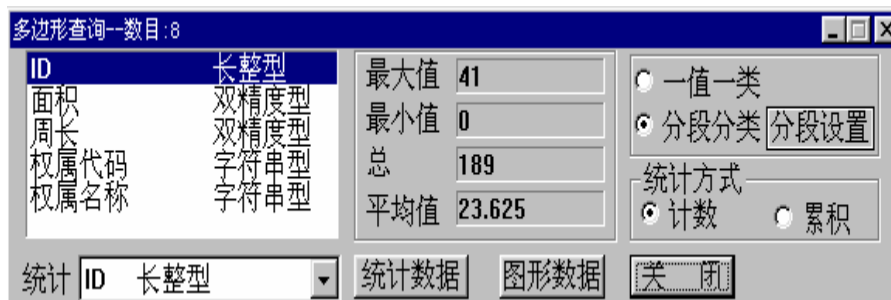 多边形查询--数目:8
ID 长整型
面积 双精度型
周长 双精度型
权属代码 字符串型
权属名称 字符串型
最大值 41
最小值 0
总 189
平均值 23.625
一值一类
分段分类 分段设置
统计方式
计数 累积
统计 ID 长整型
统计数据 图形数据 关 闭